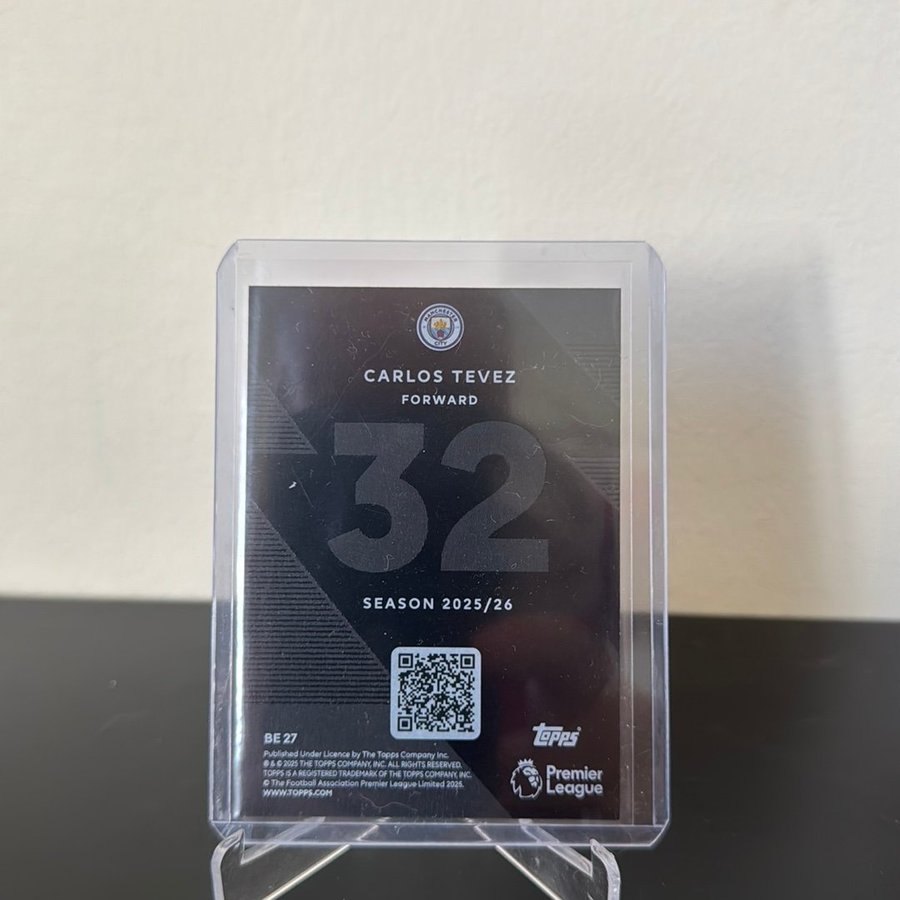 MANCHESTER
CITY
CARLOS TEVEZ
FORWARD
32
SEASON 2025/26
BE 27
Published Under Licence by The Topps Company Inc.
® & © 2025 THE TOPPS COMPANY, INC. ALL RIGHTS RESERVED.
TOPPS IS A REGISTERED TRADEMARK OF THE TOPPS COMPANY, INC.
© The Football Association Premier League Limited 2025.
WWW.TOPPS.COM
Topps
Premier
League